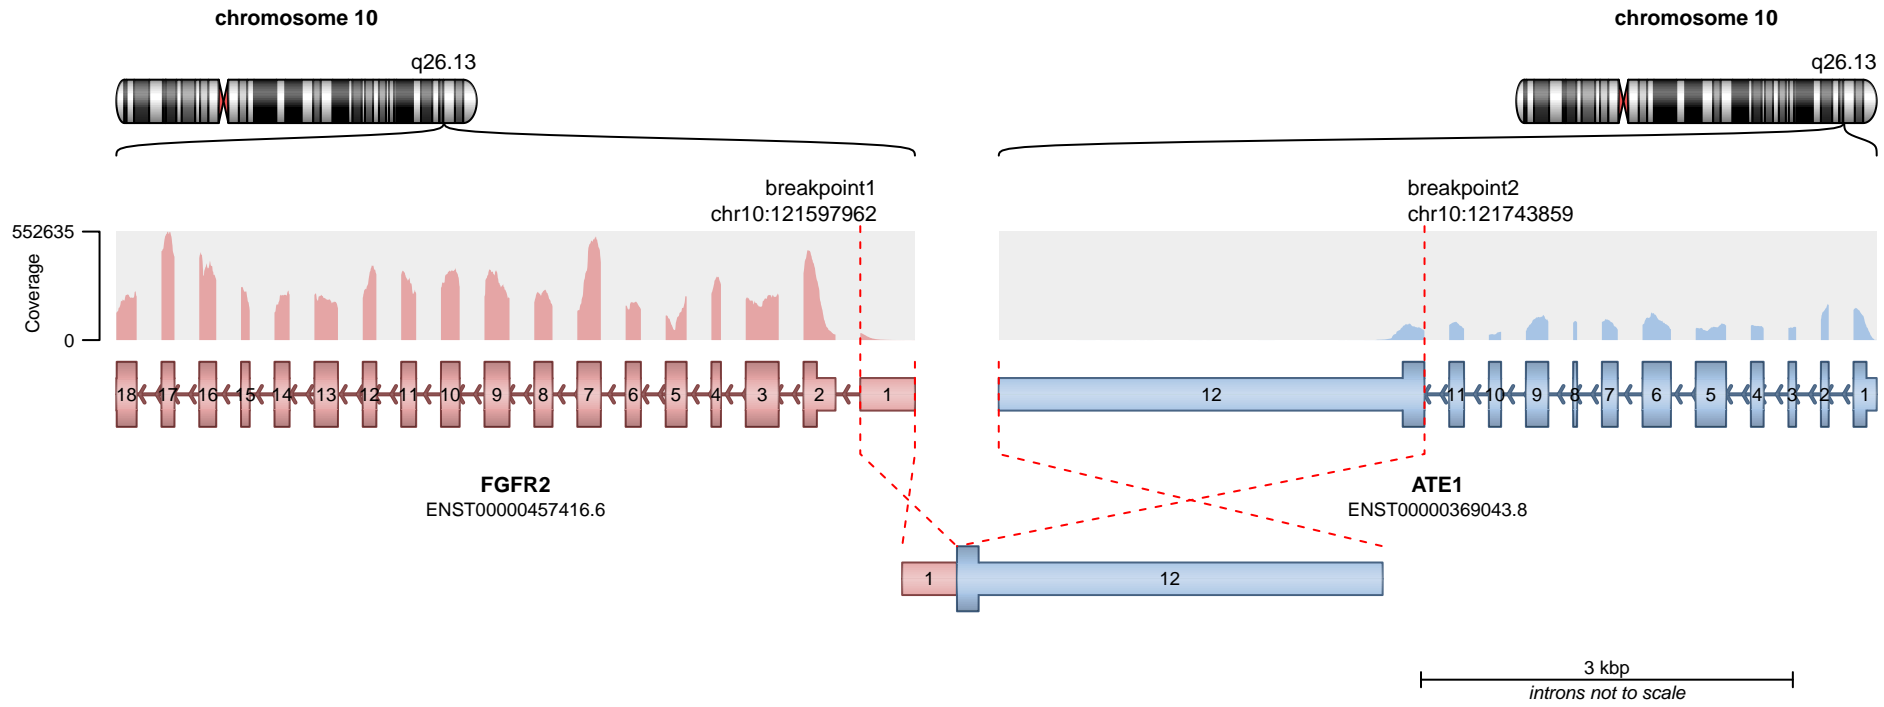 chromosome 10
chromosome 10
q26.13
q26.13
breakpoint1
chr10:121597962
breakpoint2
chr10:121743859
552635
Coverage
0
18 17 16 15 14 13 12 11 10 9 8 7 6 5 4 3 2 1
12 11 10 9 8 7 6 5 4 3 2 1
FGFR2
ENST00000457416.6
ATE1
ENST00000369043.8
1 12
3 kbp
introns not to scale